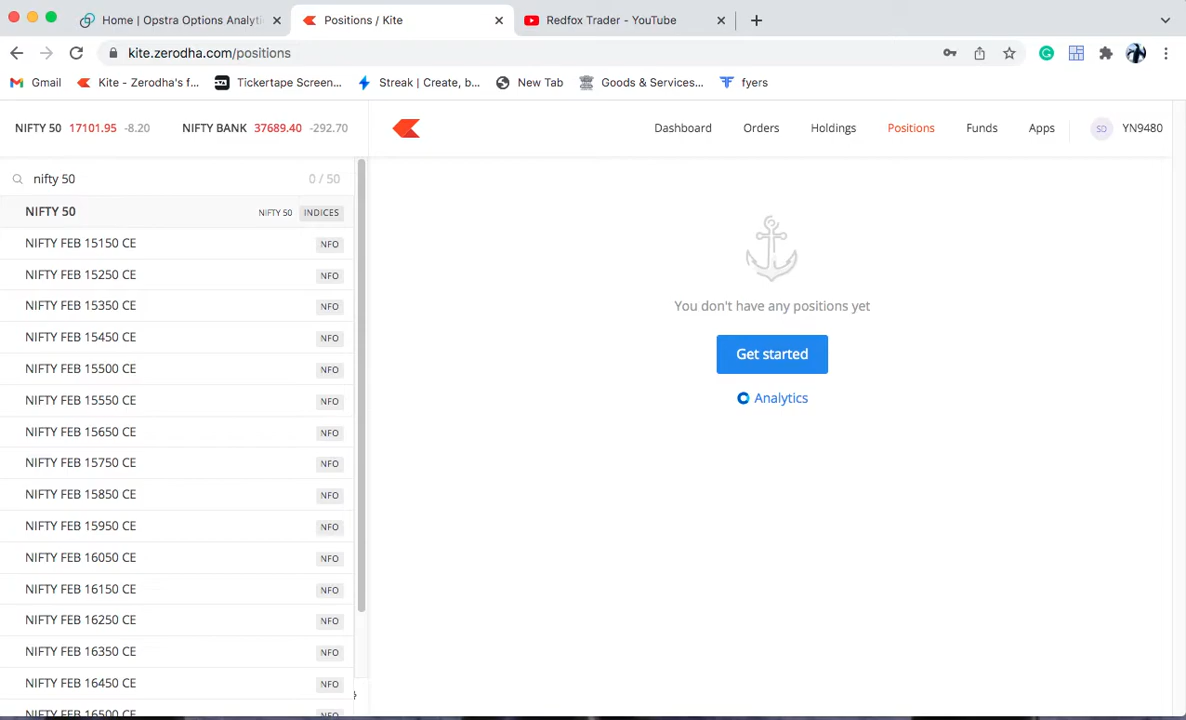 Home | Opstra Options Analyti
Positions / Kite
Redfox Trader - YouTube
kite.zerodha.com/positions
Gmail
Kite - Zerodha's f...
Tickertape Screen...
Streak | Create, b...
New Tab
Goods & Services...
fyers
NIFTY 50 17101.95 -8.20
NIFTY BANK 37689.40 -292.70
Dashboard
Orders
Holdings
Positions
Funds
Apps
SD YN9480
nifty 50 0 / 50
NIFTY 50 NIFTY 50 INDICES
NIFTY FEB 15150 CE NFO
NIFTY FEB 15250 CE NFO
NIFTY FEB 15350 CE NFO
NIFTY FEB 15450 CE NFO
NIFTY FEB 15500 CE NFO
NIFTY FEB 15550 CE NFO
NIFTY FEB 15650 CE NFO
NIFTY FEB 15750 CE NFO
NIFTY FEB 15850 CE NFO
NIFTY FEB 15950 CE NFO
NIFTY FEB 16050 CE NFO
NIFTY FEB 16150 CE NFO
NIFTY FEB 16250 CE NFO
NIFTY FEB 16350 CE NFO
NIFTY FEB 16450 CE NFO
NIFTY FEB 16500 CE NFO
You don't have any positions yet
Get started
Analytics